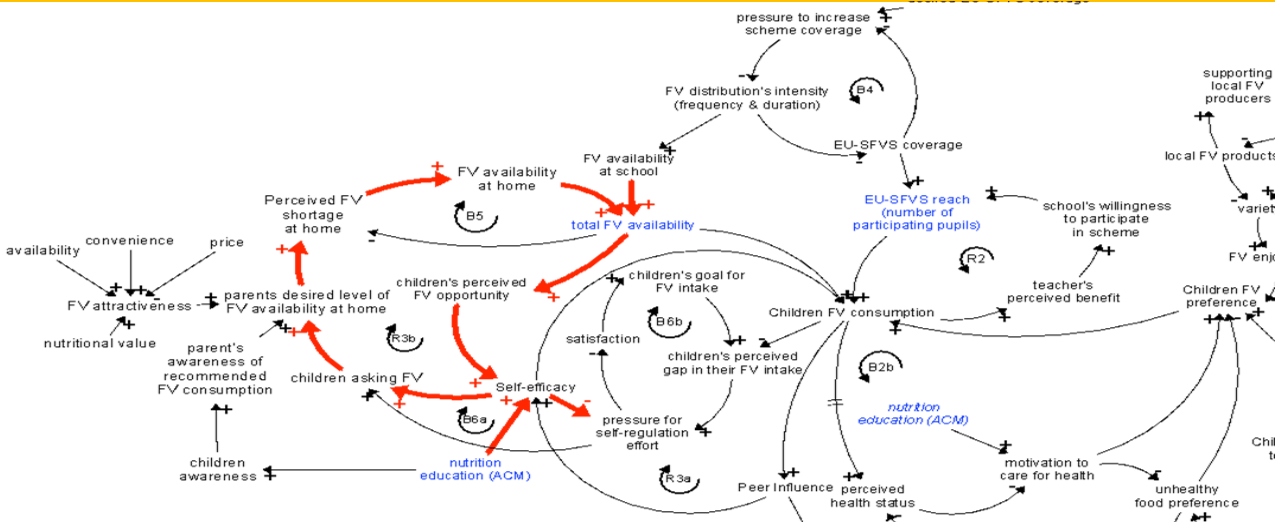 pressure to increase
scheme coverage
FV distribution's intensity
(frequency & duration)
B4
supporting
local FV
producers
EU-SFVS coverage
local FV products
FV availability
at school
FV availability
at home
Perceived FV
shortage
at home
B5
total FV availability
EU-SFVS reach
(number of
participating pupils)
school's willingness
to participate
in scheme
R2
availability
convenience
price
FV attractiveness
nutritional value
parents desired level of
FV availability at home
children's perceived
FV opportunity
children's goal for
FV intake
teacher's
perceived benefit
Children FV
preference
Children FV consumption
R3b
B6b
satisfaction
children's perceived
gap in their FV intake
B2b
parent's
awareness of
recommended
FV consumption
children asking FV
Self-efficacy
B6a
pressure for
self-regulation
effort
nutrition
education (ACM)
children
awareness
nutrition
education (ACM)
R3a
Peer Influence
perceived
health status
motivation to
care for health
unhealthy
food preference